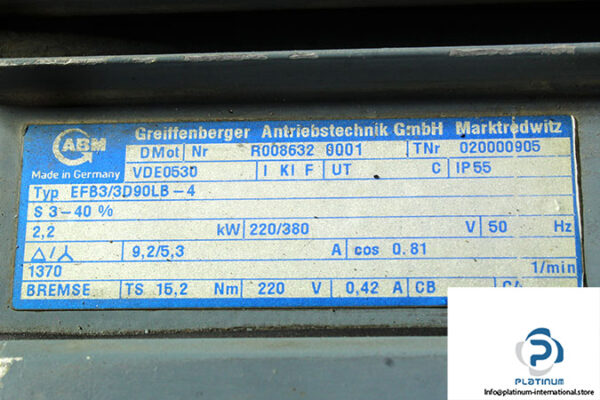 ABM Greiffenberger Antriebstechnik GmbH Marktredwitz
DMot Nr R008632 0001 TNr 020000905
Made in Germany VDE0530 I Kl F UT C IP55
Typ EFB3/3D90LB-4
S 3-40 %
2,2 kW 220/380 V 50 Hz
△/⅄ 9,2/5,3 A cos 0.81
1370 1/min
BREMSE TS 15,2 Nm 220 V 0,42 A CB
PLATINUM
Info@platinum-international.store